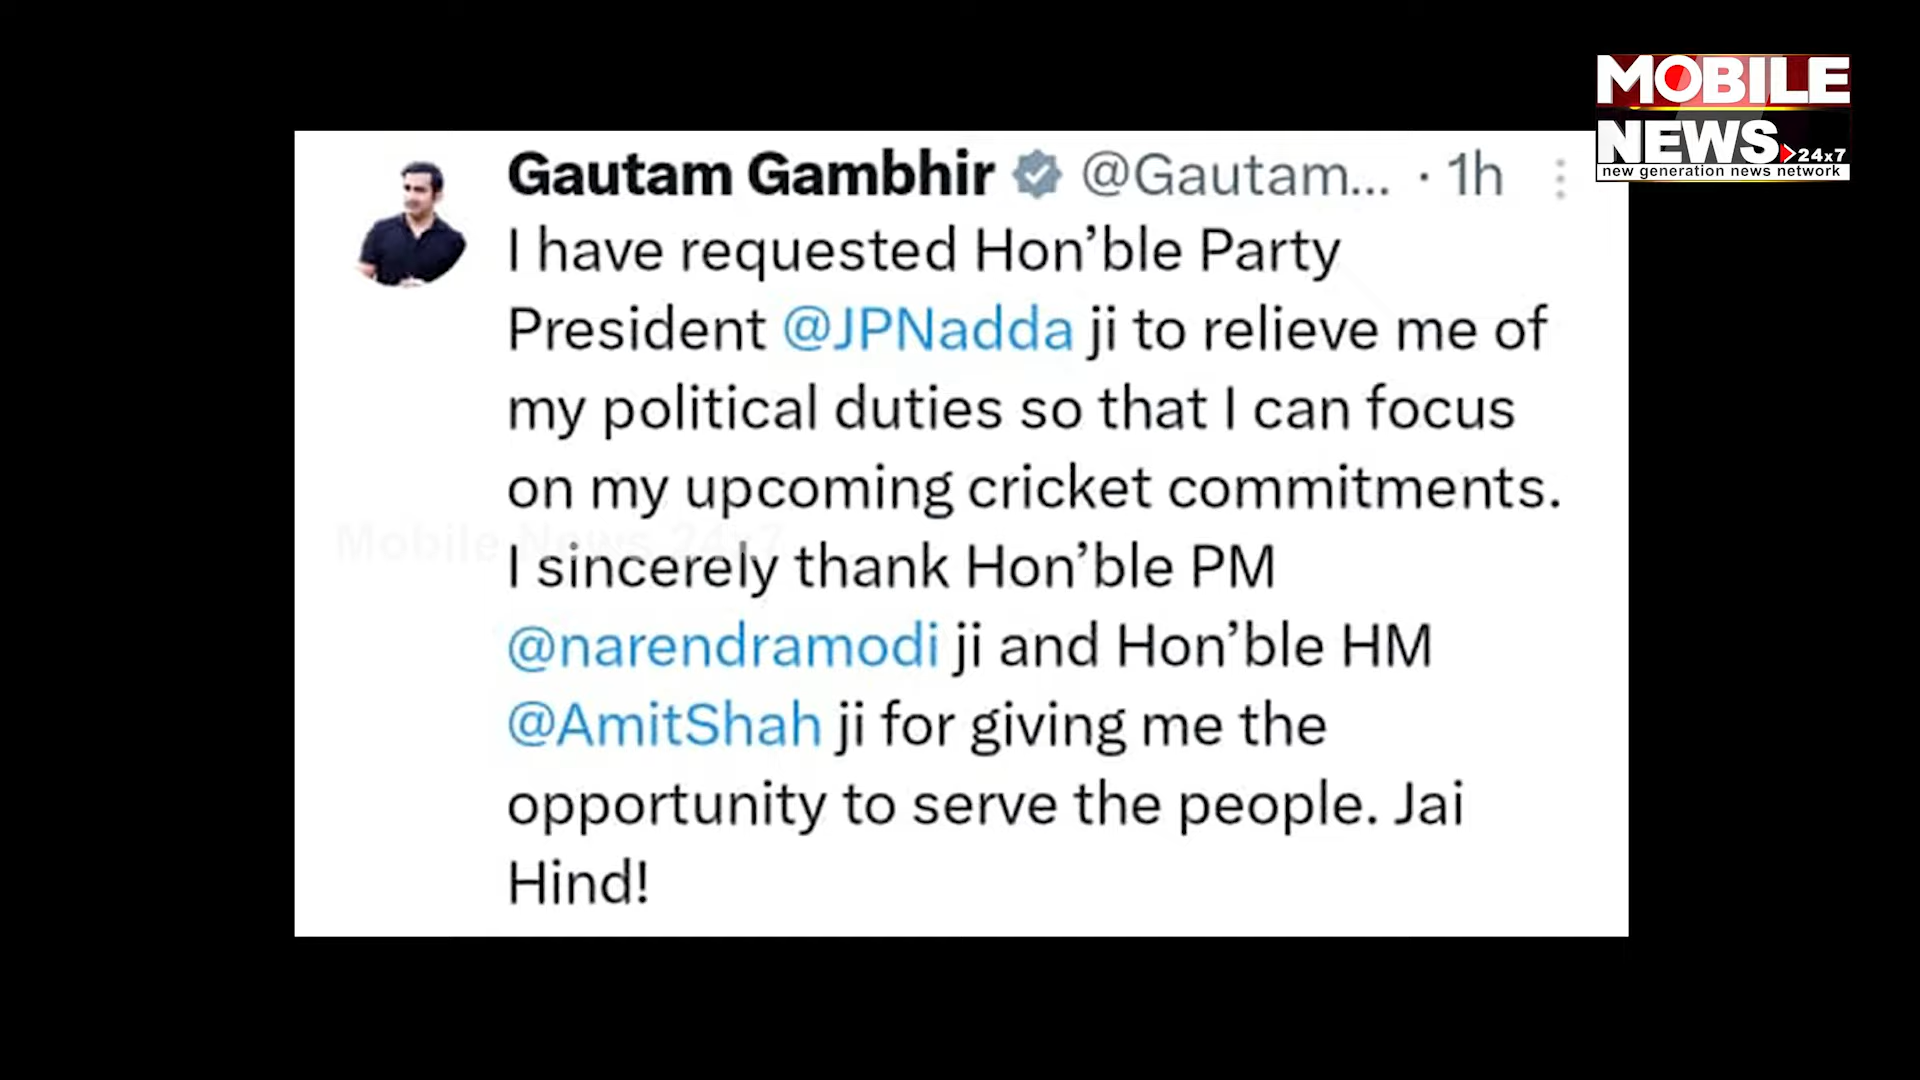 MOBILE
NEWS 24x7
new generation news network
Gautam Gambhir @Gautam... · 1h
I have requested Hon’ble Party
President @JPNadda ji to relieve me of
my political duties so that I can focus
on my upcoming cricket commitments.
Mobile News 24x7
I sincerely thank Hon’ble PM
@narendramodi ji and Hon’ble HM
@AmitShah ji for giving me the
opportunity to serve the people. Jai
Hind!